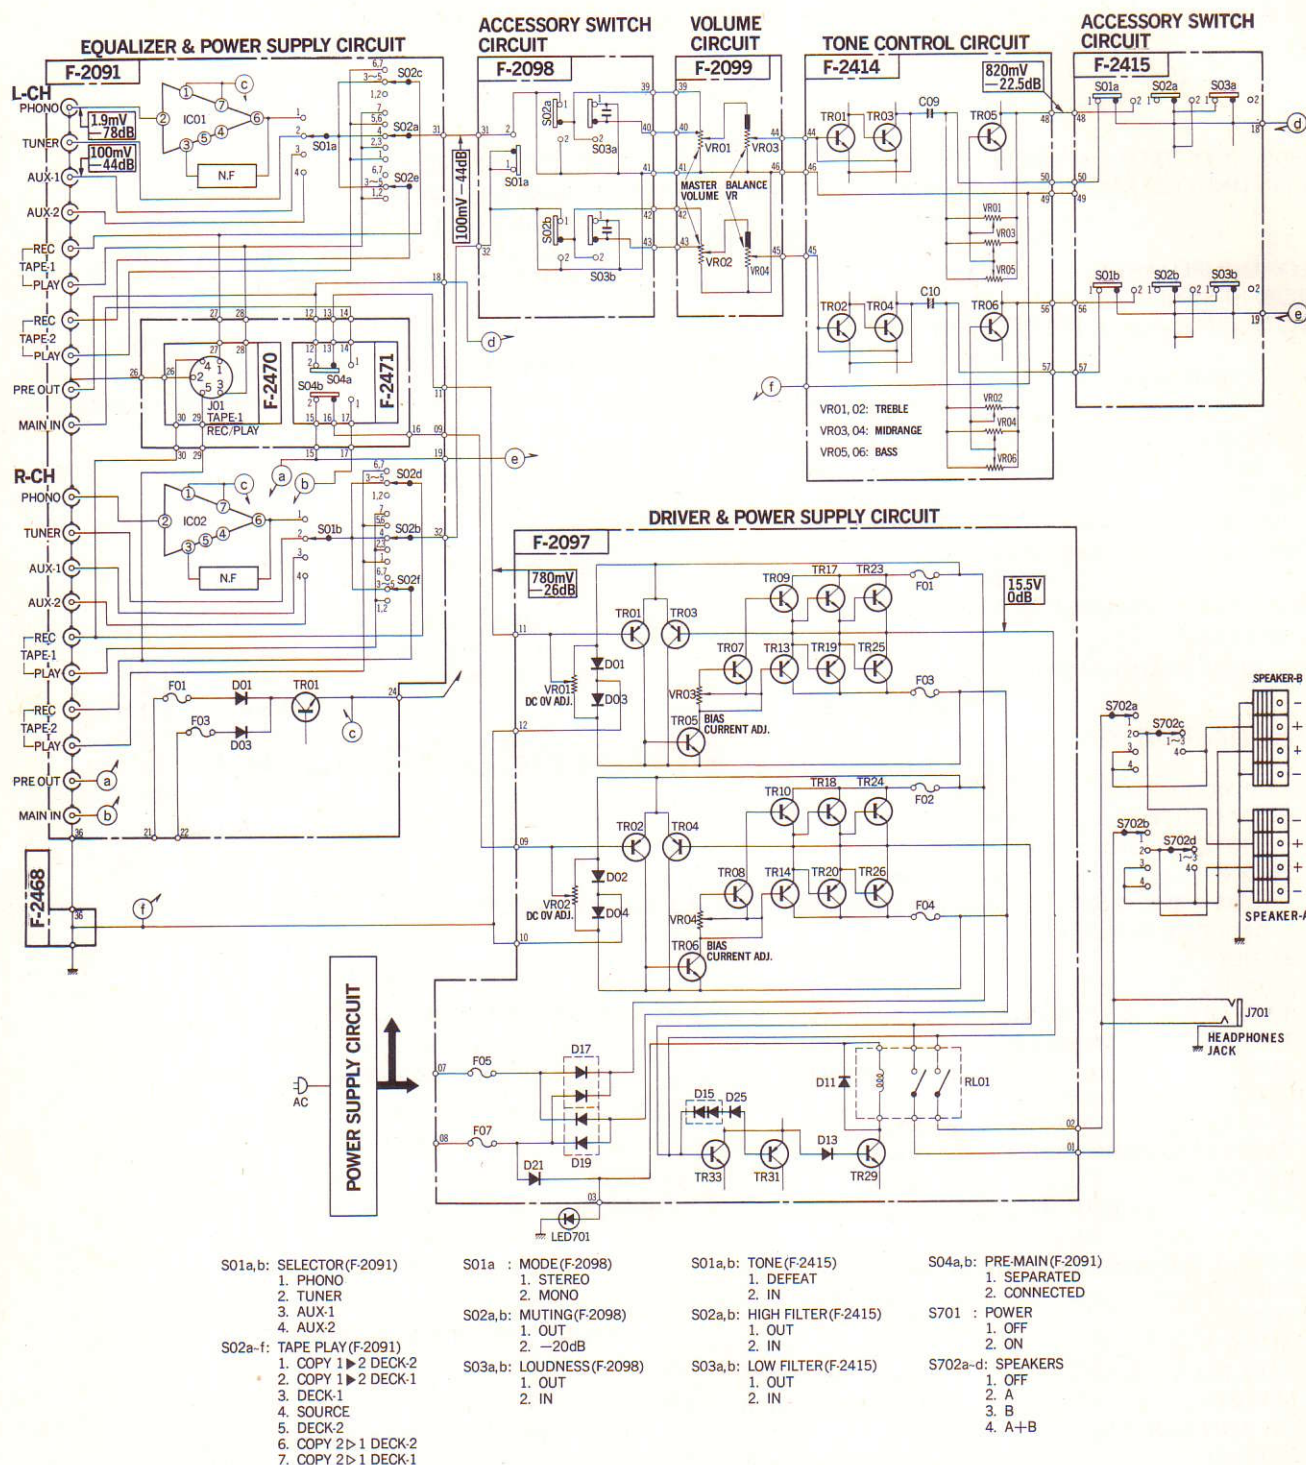 EQUALIZER & POWER SUPPLY CIRCUIT
F-2091
ACCESSORY SWITCH
CIRCUIT
F-2098
VOLUME
CIRCUIT
F-2099
TONE CONTROL CIRCUIT
F-2414
ACCESSORY SWITCH
CIRCUIT
F-2415
L-CH
PHONO
1.9mV
—78dB
TUNER
100mV
—44dB
AUX-1
AUX-2
REC
TAPE-1
PLAY
REC
TAPE-2
PLAY
PRE OUT
MAIN IN
IC01
N.F
S01a
S02c
S02a
S02e
100mV —44dB
S01a
S02a
S03a
S02b
S03b
VR01
VR03
MASTER BALANCE
VOLUME VR
VR02
VR04
TR01
TR03
C09
TR05
820mV
—22.5dB
VR01
VR03
VR05
TR02
TR04
C10
TR06
VR02
VR04
VR06
VR01, 02: TREBLE
VR03, 04: MIDRANGE
VR05, 06: BASS
S01a
S02a
S03a
S01b
S02b
S03b
d
e
f
F-2470
J01
TAPE-1
REC/PLAY
S04a
S04b
F-2471
R-CH
PHONO
TUNER
AUX-1
AUX-2
REC
TAPE-1
PLAY
REC
TAPE-2
PLAY
PRE OUT
MAIN IN
IC02
N.F
S01b
S02d
S02b
S02f
F01
D01
TR01
F03
D03
F-2468
DRIVER & POWER SUPPLY CIRCUIT
F-2097
780mV
—26dB
15.5V
0dB
TR01
TR03
TR09
TR17
TR23
F01
TR07
TR13
TR19
TR25
F03
VR01
DC 0V ADJ.
D01
D03
VR03
TR05
BIAS
CURRENT ADJ.
TR02
TR04
TR10
TR18
TR24
F02
TR08
TR14
TR20
TR26
F04
VR02
DC 0V ADJ.
D02
D04
VR04
TR06
BIAS
CURRENT ADJ.
SPEAKER-B
S702a
S702c
S702b
S702d
SPEAKER-A
J701
HEADPHONES
JACK
POWER SUPPLY CIRCUIT
AC
F05
D17
F07
D19
D21
LED701
D15
D25
TR33
TR31
D13
TR29
D11
RL01
S01a,b: SELECTOR(F-2091)
1. PHONO
2. TUNER
3. AUX-1
4. AUX-2
S02a-f: TAPE PLAY(F-2091)
1. COPY 1▶2 DECK-2
2. COPY 1▶2 DECK-1
3. DECK-1
4. SOURCE
5. DECK-2
6. COPY 2▷1 DECK-2
7. COPY 2▷1 DECK-1
S01a : MODE(F-2098)
1. STEREO
2. MONO
S02a,b: MUTING(F-2098)
1. OUT
2. —20dB
S03a,b: LOUDNESS(F-2098)
1. OUT
2. IN
S01a,b: TONE(F-2415)
1. DEFEAT
2. IN
S02a,b: HIGH FILTER(F-2415)
1. OUT
2. IN
S03a,b: LOW FILTER(F-2415)
1. OUT
2. IN
S04a,b: PRE-MAIN(F-2091)
1. SEPARATED
2. CONNECTED
S701 : POWER
1. OFF
2. ON
S702a~d: SPEAKERS
1. OFF
2. A
3. B
4. A+B